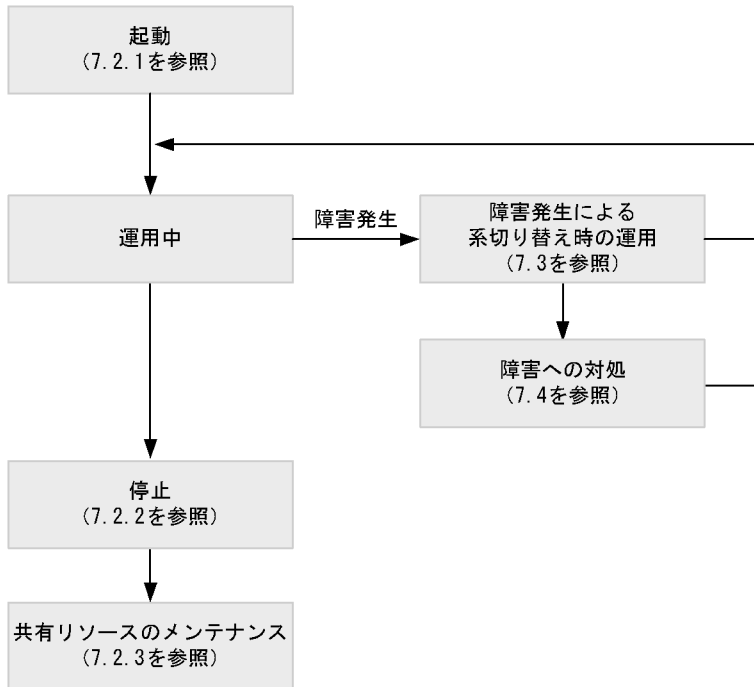 起動
(7.2.1を参照)
運用中
障害発生
障害発生による
系切り替え時の運用
(7.3を参照)
障害への対処
(7.4を参照)
停止
(7.2.2を参照)
共有リソースのメンテナンス
(7.2.3を参照)